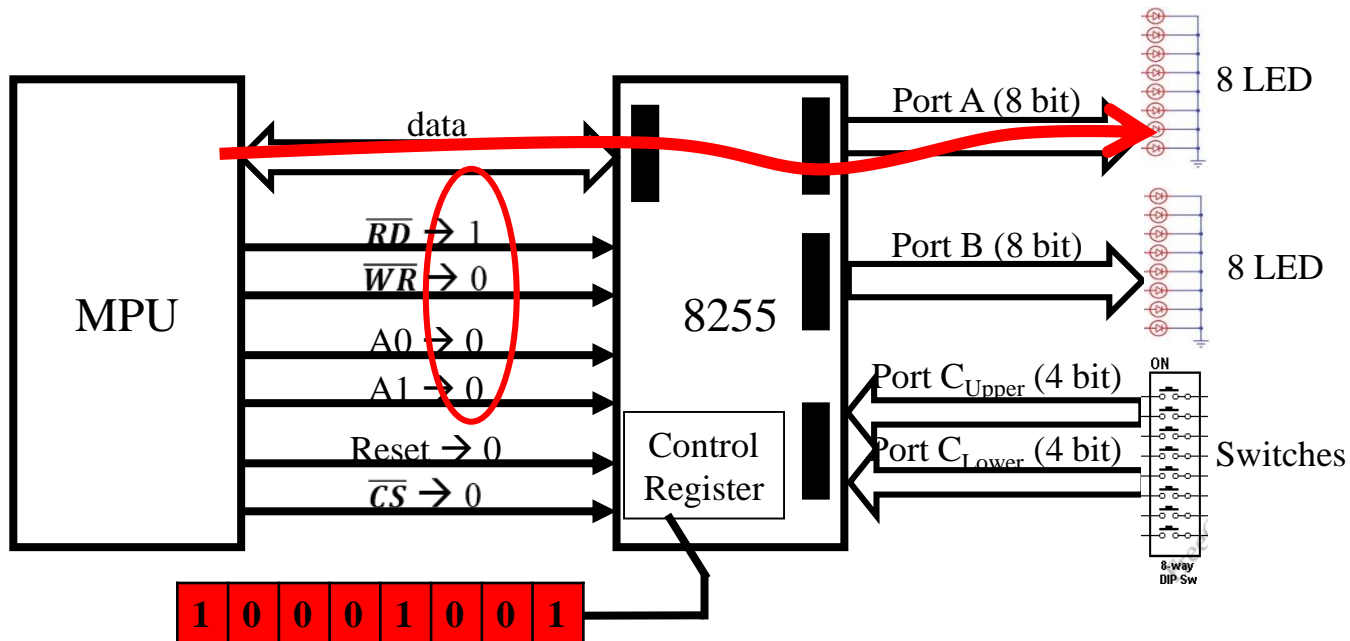 MPU
data
RD → 1
WR → 0
A0 → 0
A1 → 0
Reset → 0
CS → 0
8255
Control
Register
1 0 0 0 1 0 0 1
Port A (8 bit)
8 LED
Port B (8 bit)
8 LED
Port CUpper (4 bit)
Port CLower (4 bit)
ON
Switches
8-way
DIP Sw